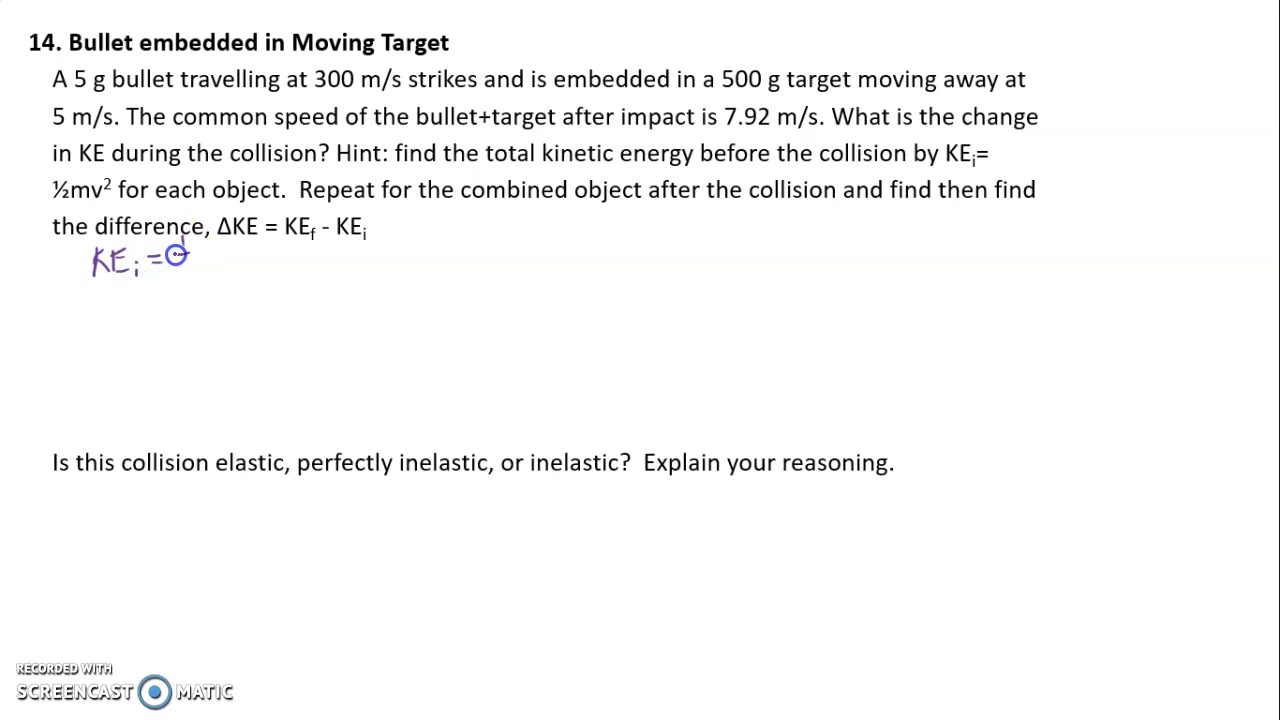 14. Bullet embedded in Moving Target
A 5 g bullet travelling at 300 m/s strikes and is embedded in a 500 g target moving away at
5 m/s. The common speed of the bullet+target after impact is 7.92 m/s. What is the change
in KE during the collision? Hint: find the total kinetic energy before the collision by KEᵢ=
½mv² for each object. Repeat for the combined object after the collision and find then find
the difference, ΔKE = KEf - KEᵢ
KEᵢ =
Is this collision elastic, perfectly inelastic, or inelastic? Explain your reasoning.
RECORDED WITH
SCREENCAST MATIC